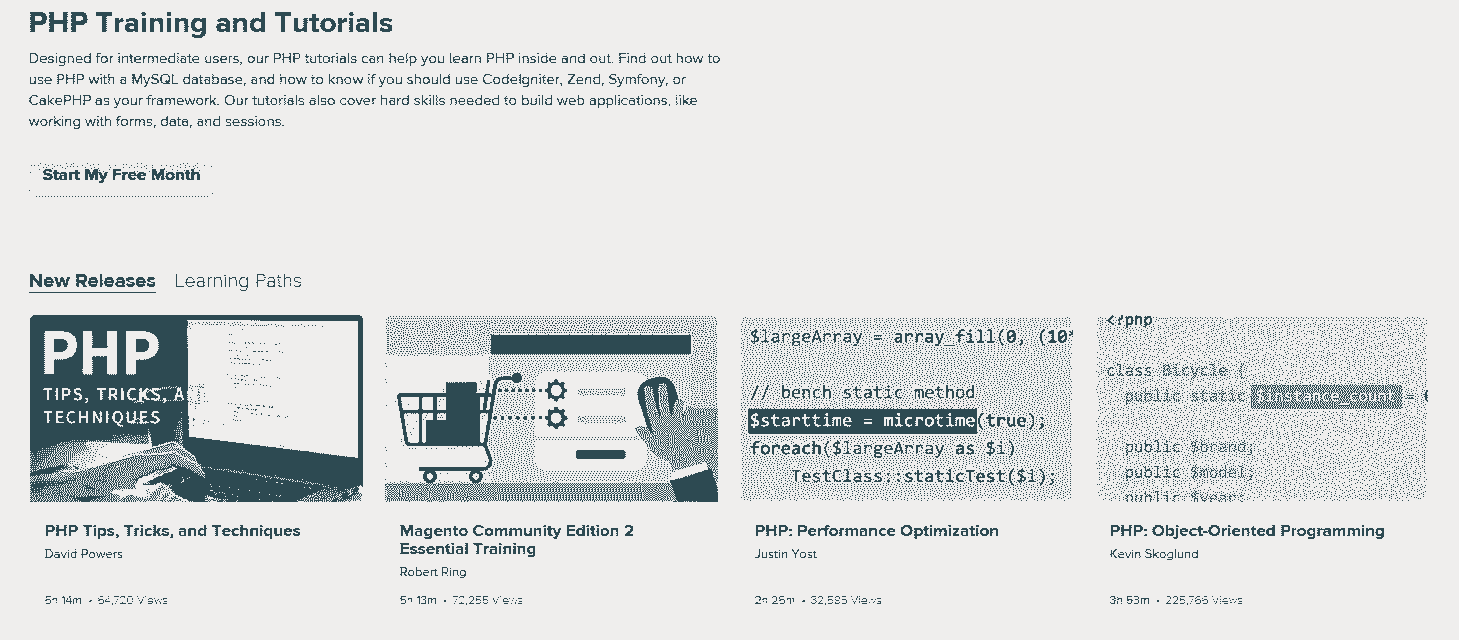 PHP Training and Tutorials
Designed for intermediate users, our PHP tutorials can help you learn PHP inside and out. Find out how to
use PHP with a MySQL database, and how to know if you should use CodeIgniter, Zend, Symfony, or
CakePHP as your framework. Our tutorials also cover hard skills needed to build web applications, like
working with forms, data, and sessions.
Start My Free Month
New Releases Learning Paths
PHP
TIPS, TRICKS, A
TECHNIQUES
$largeArray = array_fill(0, (10*
// bench static method
$starttime = microtime(true);
foreach($largeArray as $i)
TestClass::staticTest($i);
<?php
class Bicycle {
public static $instance_count = 0
public $brand;
public $model;
public $year;
PHP Tips, Tricks, and Techniques
David Powers
5h 14m • 64,720 Views
Magento Community Edition 2
Essential Training
Robert Ring
5h 13m • 72,255 Views
PHP: Performance Optimization
Justin Yost
2h 25m • 32,595 Views
PHP: Object-Oriented Programming
Kevin Skoglund
3h 53m • 225,766 Views